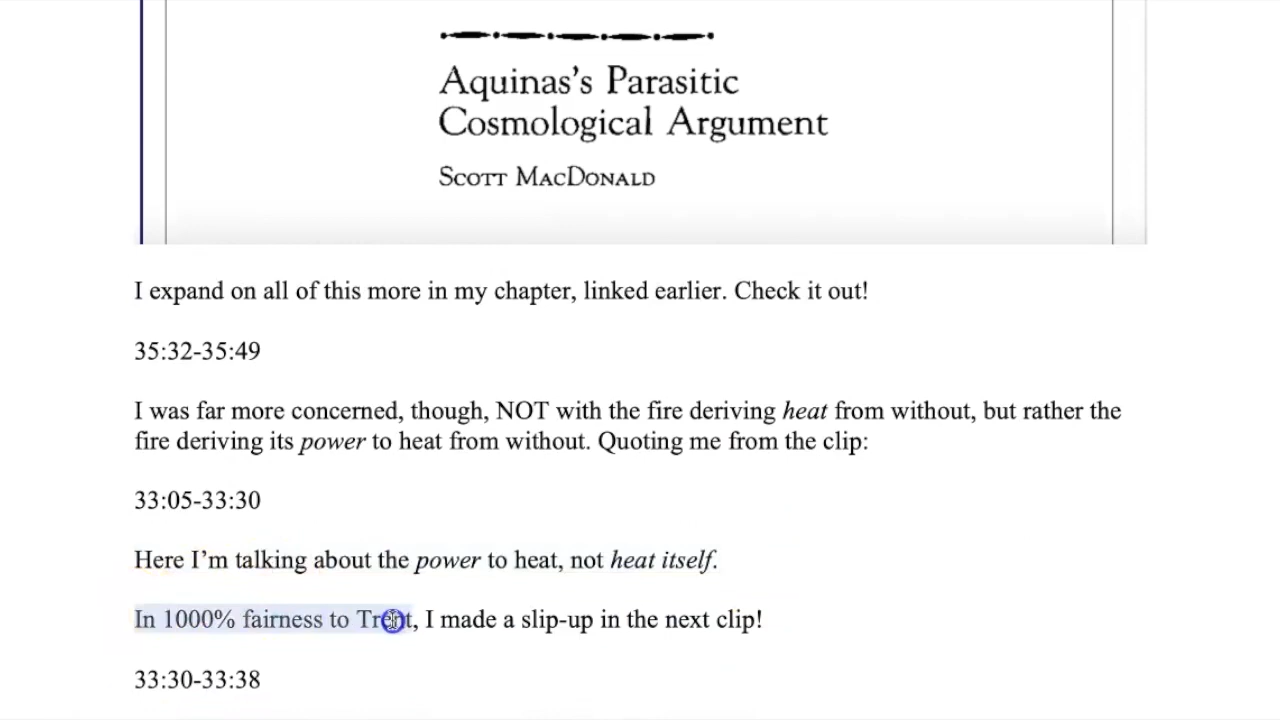 Aquinas's Parasitic
Cosmological Argument
SCOTT MACDONALD
I expand on all of this more in my chapter, linked earlier. Check it out!
35:32-35:49
I was far more concerned, though, NOT with the fire deriving heat from without, but rather the
fire deriving its power to heat from without. Quoting me from the clip:
33:05-33:30
Here I’m talking about the power to heat, not heat itself.
In 1000% fairness to Trent, I made a slip-up in the next clip!
33:30-33:38